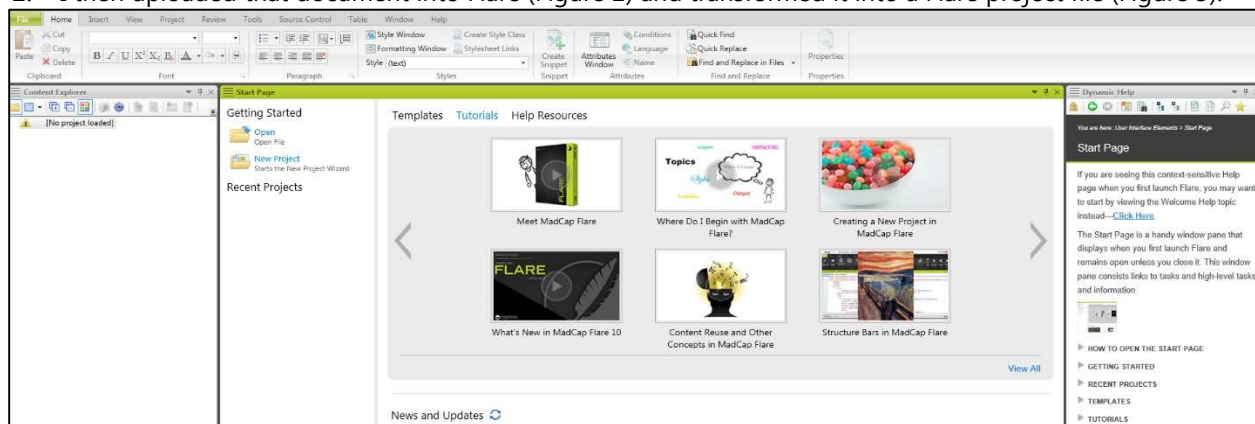 2. I then uploaded that document into Flare (Figure 2) and transformed it into a Flare project file (Figure 3).
File Home Insert View Project Review Tools Source Control Table Window Help
Paste
Cut
Copy
Delete
Clipboard
B I U X² X₂ B A
Font
Paragraph
Style Window
Formatting Window
Style (text)
Create Style Class
Stylesheet Links
Styles
Create Snippet
Snippet
Attributes Window
Conditions
Language
Name
Attributes
Quick Find
Quick Replace
Find and Replace in Files
Find and Replace
Properties
Properties
Content Explorer
[No project loaded]
Start Page
Getting Started
Open
Open File
New Project
Starts the New Project Wizard
Recent Projects
Templates Tutorials Help Resources
Meet MadCap Flare
Topics
Output
Where Do I Begin with MadCap
Flare?
Creating a New Project in
MadCap Flare
FLARE
What's New in MadCap Flare 10
Content Reuse and Other
Concepts in MadCap Flare
Structure Bars in MadCap Flare
View All
News and Updates
Dynamic Help
You are here: User Interface Elements > Start Page
Start Page
If you are seeing this context-sensitive Help
page when you first launch Flare, you may want
to start by viewing the Welcome Help topic
instead—Click Here.
The Start Page is a handy window pane that
displays when you first launch Flare and
remains open unless you close it. This window
pane consists links to tasks and high-level tasks
and information.
HOW TO OPEN THE START PAGE
GETTING STARTED
RECENT PROJECTS
TEMPLATES
TUTORIALS